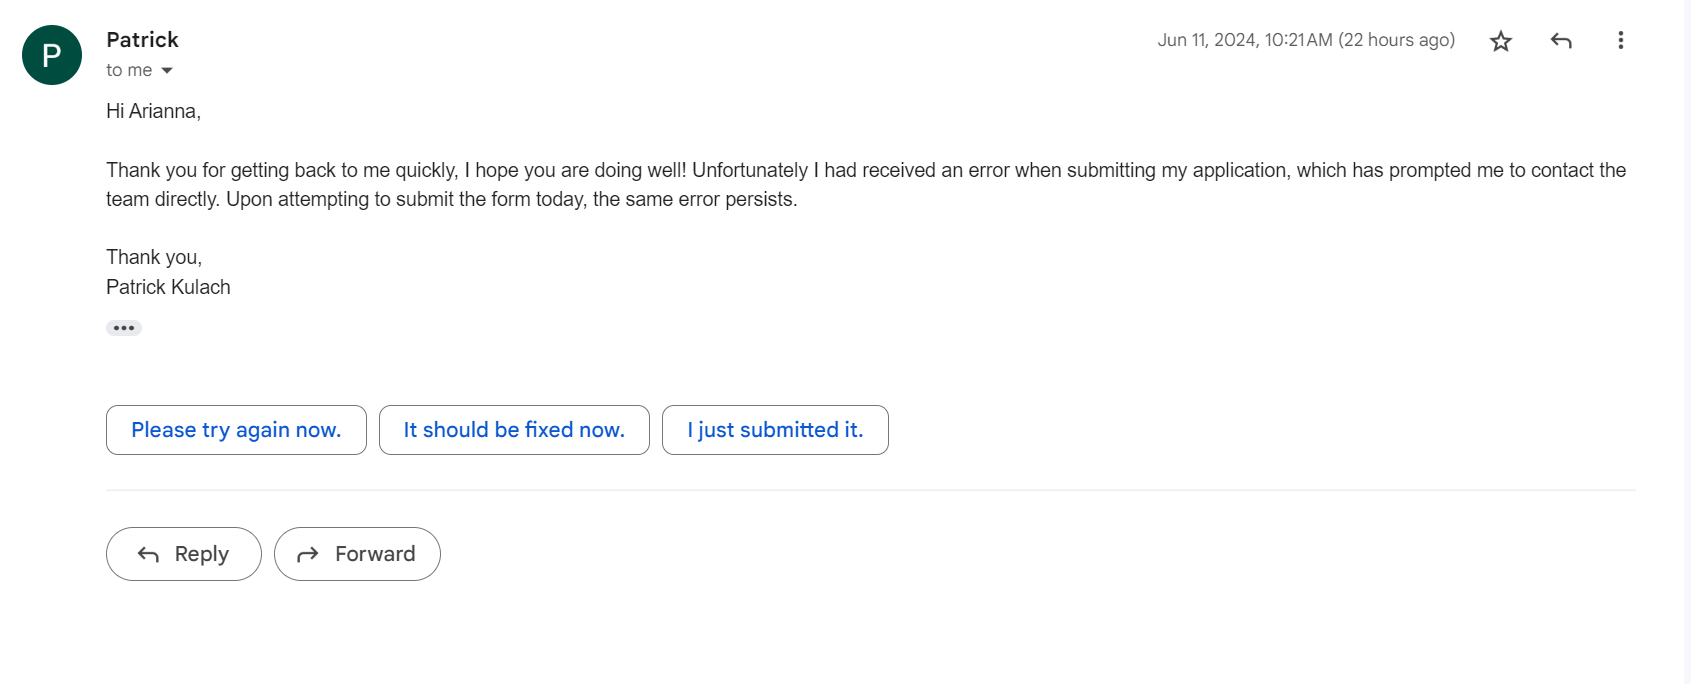 P
Patrick
Jun 11, 2024, 10:21 AM (22 hours ago)
to me
Hi Arianna,
Thank you for getting back to me quickly, I hope you are doing well! Unfortunately I had received an error when submitting my application, which has prompted me to contact the
team directly. Upon attempting to submit the form today, the same error persists.
Thank you,
Patrick Kulach
Please try again now.
It should be fixed now.
I just submitted it.
Reply
Forward